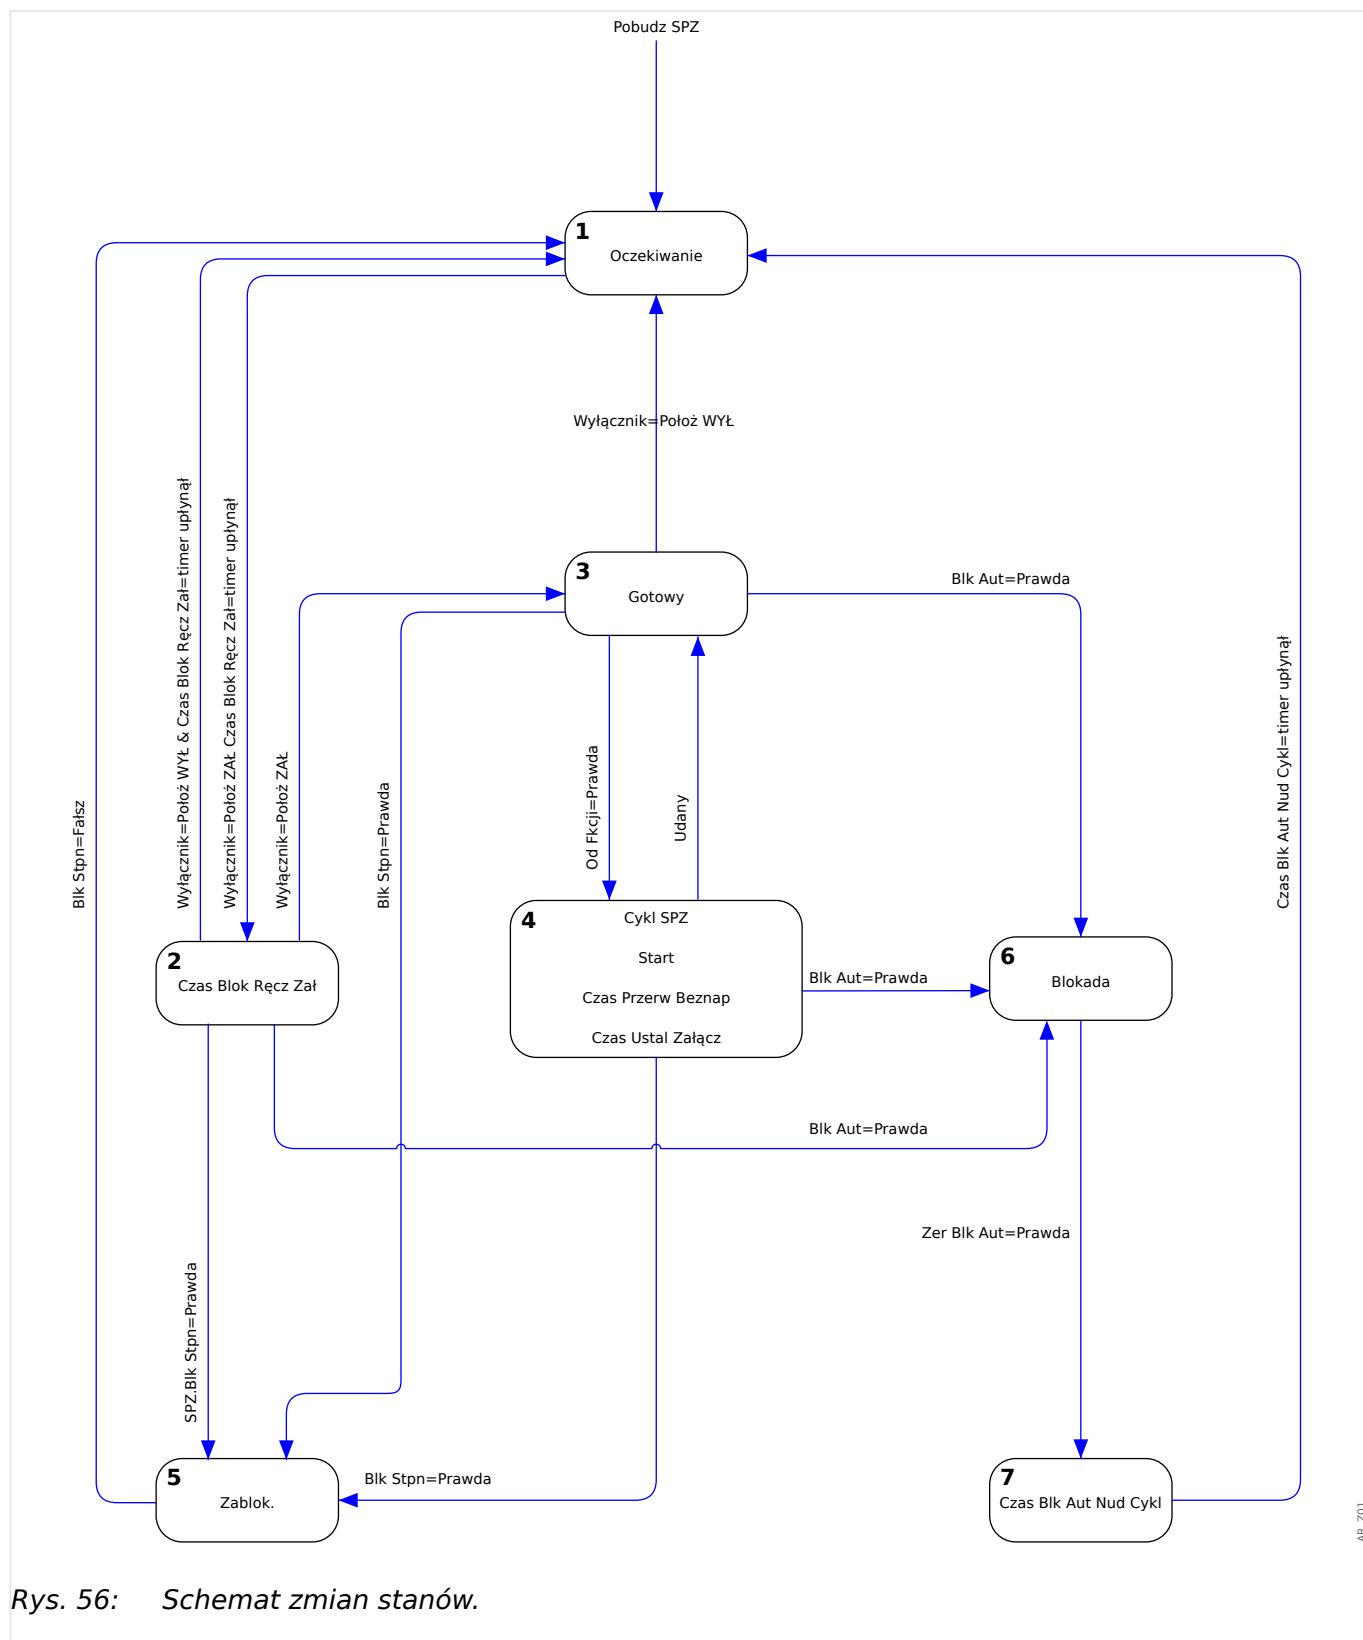 Pobudz SPZ
1
Oczekiwanie
Wyłącznik=Położ WYŁ
3
Gotowy
Blk Aut=Prawda
Blk Stpn=Fałsz
Wyłącznik=Położ WYŁ & Czas Blok Ręcz Zał=timer upłynął
Wyłącznik=Położ ZAŁ Czas Blok Ręcz Zał=timer upłynął
Wyłącznik=Położ ZAŁ
Blk Stpn=Prawda
Od Fkcji=Prawda
Udany
Czas Blk Aut Nud Cykl=timer upłynął
2
Czas Blok Ręcz Zał
4
Cykl SPZ
Start
Czas Przerw Beznap
Czas Ustal Załącz
Blk Aut=Prawda
6
Blokada
Blk Aut=Prawda
Zer Blk Aut=Prawda
SPZ.Blk Stpn=Prawda
5
Zablok.
Blk Stpn=Prawda
7
Czas Blk Aut Nud Cykl
AR_Z01
Rys. 56: Schemat zmian stanów.